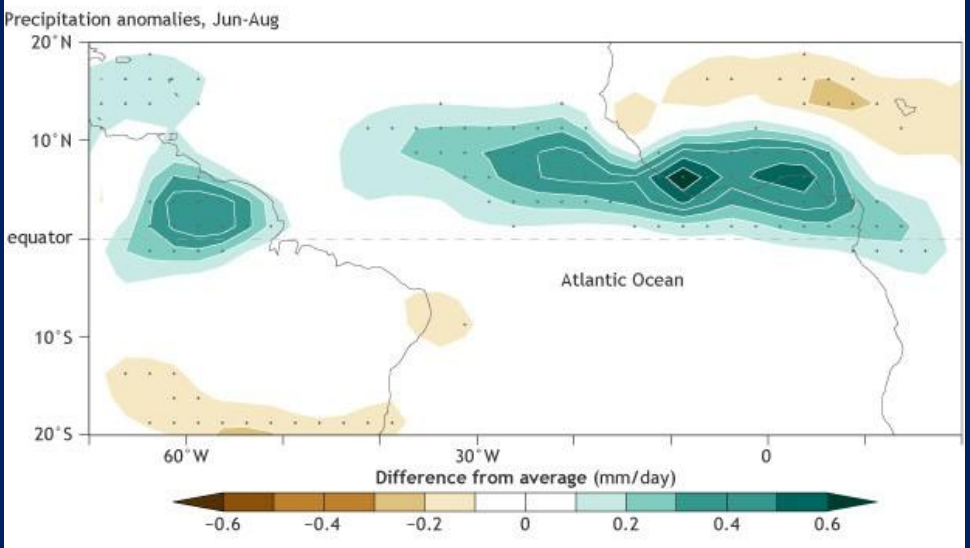 Precipitation anomalies, Jun-Aug
20°N
10°N
equator
Atlantic Ocean
10°S
20°S
60°W 30°W 0
Difference from average (mm/day)
−0.6 −0.4 −0.2 0 0.2 0.4 0.6